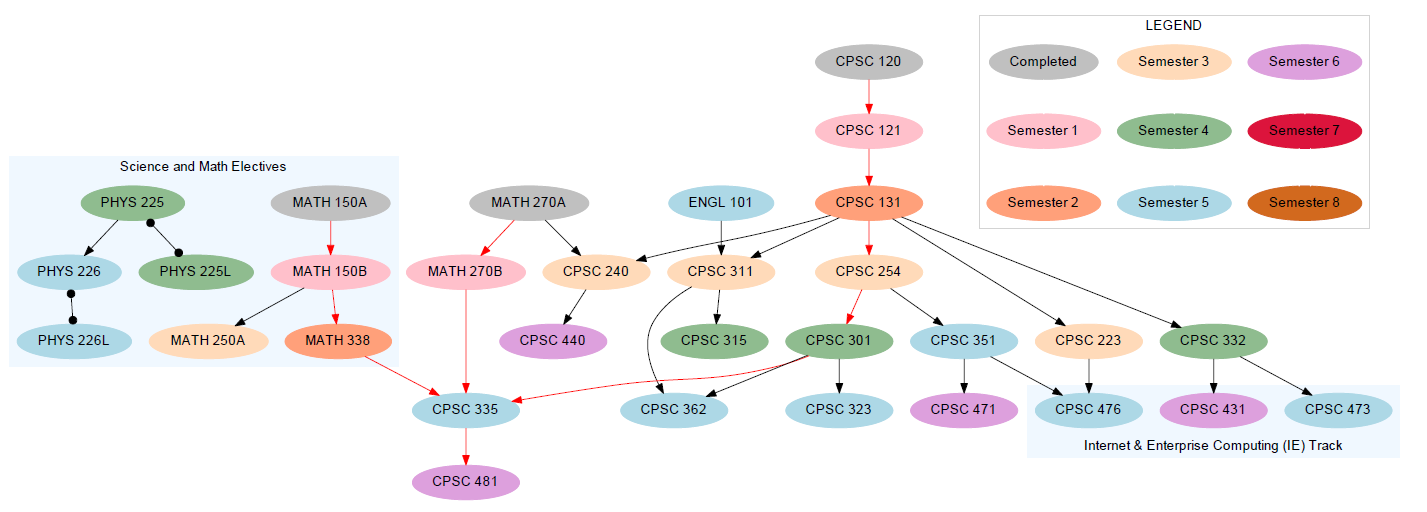 LEGEND
CPSC 120
Completed
Semester 3
Semester 6
CPSC 121
Semester 1
Semester 4
Semester 7
Science and Math Electives
PHYS 225
MATH 150A
MATH 270A
ENGL 101
CPSC 131
Semester 2
Semester 5
Semester 8
PHYS 226
PHYS 225L
MATH 150B
MATH 270B
CPSC 240
CPSC 311
CPSC 254
PHYS 226L
MATH 250A
MATH 338
CPSC 440
CPSC 315
CPSC 301
CPSC 351
CPSC 223
CPSC 332
CPSC 335
CPSC 362
CPSC 323
CPSC 471
CPSC 476
CPSC 431
CPSC 473
Internet & Enterprise Computing (IE) Track
CPSC 481